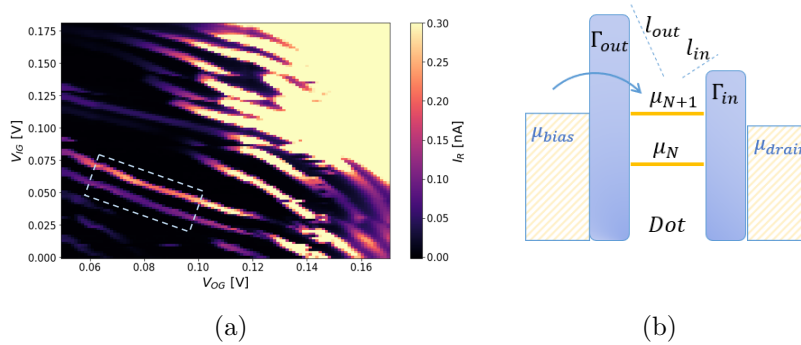 0.175
0.150
0.125
0.100
0.075
0.050
0.025
0.000
V_IG [V]
0.06 0.08 0.10 0.12 0.14 0.16
V_OG [V]
0.30
0.25
0.20
0.15
0.10
0.05
0.00
I_R [nA]
(a)
Γ_out
l_out
l_in
Γ_in
μ_N+1
μ_bias
μ_N
μ_drain
Dot
(b)